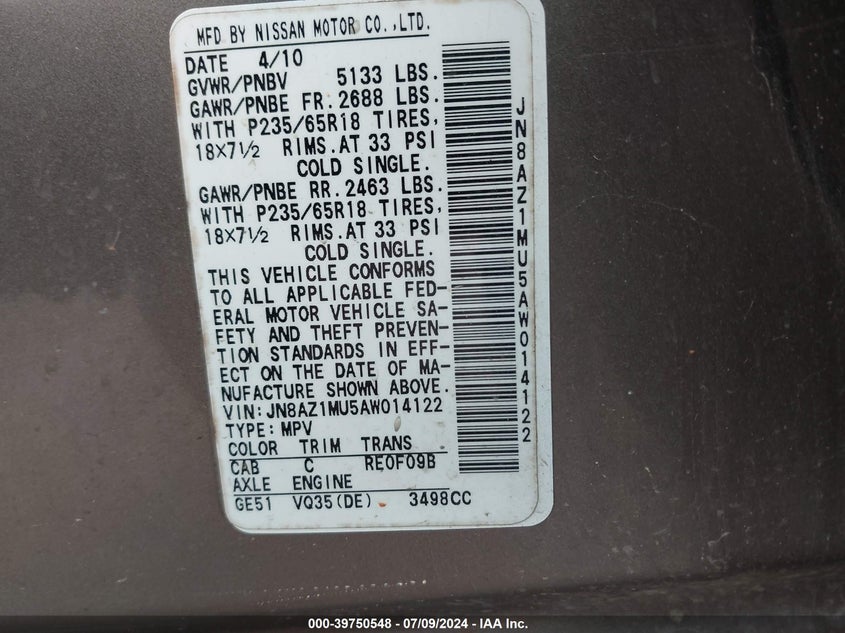 MFD BY NISSAN MOTOR CO.,LTD.
DATE 4/10
GVWR/PNBV 5133 LBS.
GAWR/PNBE FR.2688 LBS.
WITH P235/65R18 TIRES,
18×7½ RIMS.AT 33 PSI
COLD SINGLE.
GAWR/PNBE RR.2463 LBS.
WITH P235/65R18 TIRES,
18×7½ RIMS.AT 33 PSI
COLD SINGLE.
THIS VEHICLE CONFORMS
TO ALL APPLICABLE FED-
ERAL MOTOR VEHICLE SA-
FETY AND THEFT PREVEN-
TION STANDARDS IN EFF-
ECT ON THE DATE OF MA-
NUFACTURE SHOWN ABOVE.
VIN:JN8AZ1MU5AW014122
TYPE:MPV
COLOR TRIM TRANS
CAB C RE0F09B
AXLE ENGINE
GE51 VQ35(DE) 3498CC
JN8AZ1MU5AW014122
000-39750548 - 07/09/2024 - IAA Inc.